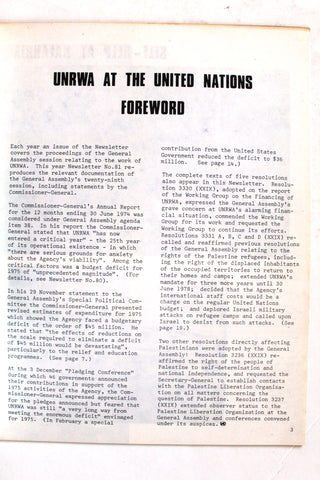 UNRWA AT THE UNITED NATIONS
FOREWORD
Each year an issue of the Newsletter
covers the proceedings of the General
Assembly session relating to the work of
UNRWA. This year Newsletter No.81 re-
produces the relevant documentation of
the General Assembly's twenty-ninth
session, including statements by the
Commissioner-General.
The Commissioner-General's Annual Report
for the 12 months ending 30 June 1974 was
considered under General Assembly agenda
item 38. In his report the Commissioner-
General stated that UNRWA "has now
entered a critical year" - the 25th year
of its operational existence - in which
"there are serious grounds for anxiety
about the Agency's viability". Among the
critical factors was a budget deficit for
1975 of "unprecedented magnitude". (For
details, see Newsletter No.80).
In his 29 November statement to the
General Assembly's Special Political Com-
mittee the Commissioner-General presented
revised estimates of expenditure for 1975
which showed the Agency faced a budgetary
deficit of the order of $45 million. He
stated that "the effects of reductions on
the scale required to eliminate a deficit
of $45 million would be devastating",
particularly to the relief and education
programmes. (See page 7.)
At the 3 December "Pledging Conference"
during which 46 governments announced
their contributions in support of the
1975 activities of the Agency, the Com-
missioner-General expressed appreciation
for the pledges announced but feared that
UNRWA was still "a very long way from
meeting the enormous deficit" envisaged
for 1975. (In February a special
contribution from the United States
Government reduced the deficit to $36
million. See page 14.)
The complete texts of five resolutions
also appear in this Newsletter. Resolu-
tion 3330 (XXIX), adopted on the report
of the Working Group on the Financing of
UNRWA, expressed the General Assembly's
grave concern at UNRWA's alarming finan-
cial situation, commended the Working
Group for its work and requested the
Working Group to continue its efforts.
Resolutions 3331 A, B, C and D (XXIX) re-
called and reaffirmed previous resolutions
of the General Assembly relating to the
rights of the Palestine refugees, includ-
ing the right of the displaced inhabitants
of the occupied territories to return to
their homes and camps; extended UNRWA's
mandate for three more years until 30
June 1978; decided that the Agency's
international staff costs would be a
charge on the regular United Nations
budget; and deplored Israeli military
attacks on refugee camps and called upon
Israel to desist from such attacks. (See
page 18.)
Two other resolutions directly affecting
Palestinians were adopted by the General
Assembly: Resolution 3236 (XXIX) re-
affirmed the right of the people of
Palestine to self-determination and
national independence, and requested the
Secretary-General to establish contacts
with the Palestine Liberation Organisa-
tion on all matters concerning the
question of Palestine. Resolution 3237
(XXIX) extended observer status to the
Palestine Liberation Organization at the
General Assembly and conferences convened
under its auspices.
3